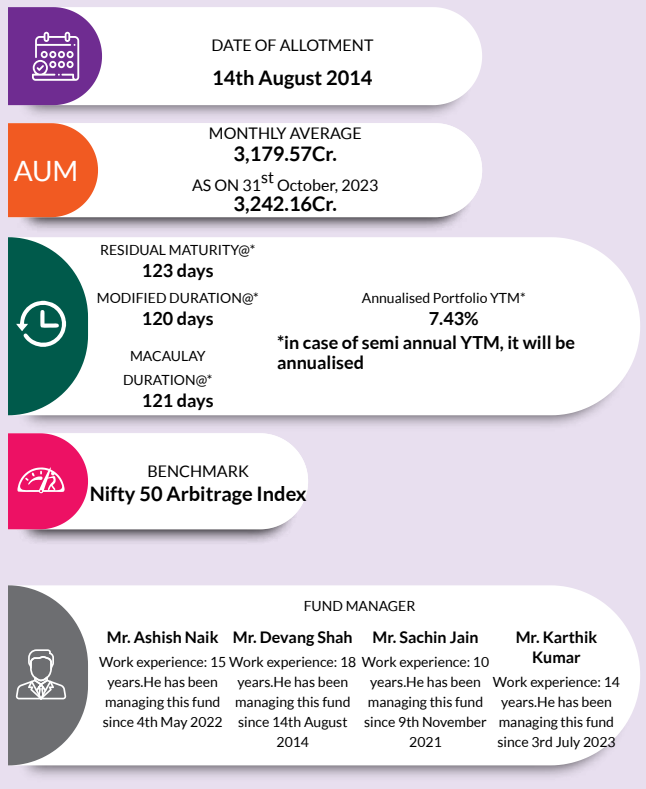 DATE OF ALLOTMENT
14th August 2014
AUM
MONTHLY AVERAGE
3,179.57Cr.
AS ON 31st October, 2023
3,242.16Cr.
RESIDUAL MATURITY@*
123 days
MODIFIED DURATION@*
120 days
MACAULAY
DURATION@*
121 days
Annualised Portfolio YTM*
7.43%
*in case of semi annual YTM, it will be
annualised
BENCHMARK
Nifty 50 Arbitrage Index
FUND MANAGER
Mr. Ashish Naik
Work experience: 15
years.He has been
managing this fund
since 4th May 2022
Mr. Devang Shah
Work experience: 18
years.He has been
managing this fund
since 14th August
2014
Mr. Sachin Jain
Work experience: 10
years.He has been
managing this fund
since 9th November
2021
Mr. Karthik
Kumar
Work experience: 14
years.He has been
managing this fund
since 3rd July 2023